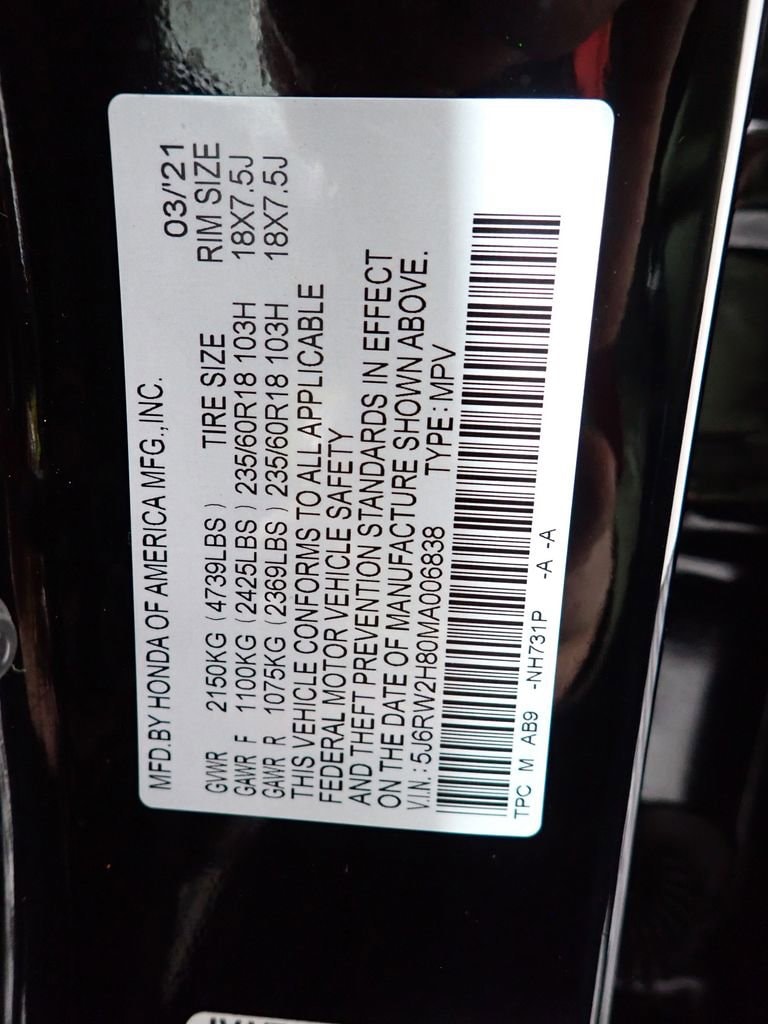 MFD.BY HONDA OF AMERICA MFG.,INC. 03/'21
GVWR 2150KG (4739LBS) TIRE SIZE RIM SIZE
GAWR F 1100KG (2425LBS) 235/60R18 103H 18X7.5J
GAWR R 1075KG (2369LBS) 235/60R18 103H 18X7.5J
THIS VEHICLE CONFORMS TO ALL APPLICABLE
FEDERAL MOTOR VEHICLE SAFETY
AND THEFT PREVENTION STANDARDS IN EFFECT
ON THE DATE OF MANUFACTURE SHOWN ABOVE.
V.I.N.:5J6RW2H80MA006838 TYPE:MPV
TPC M AB9 -NH731P -A -A